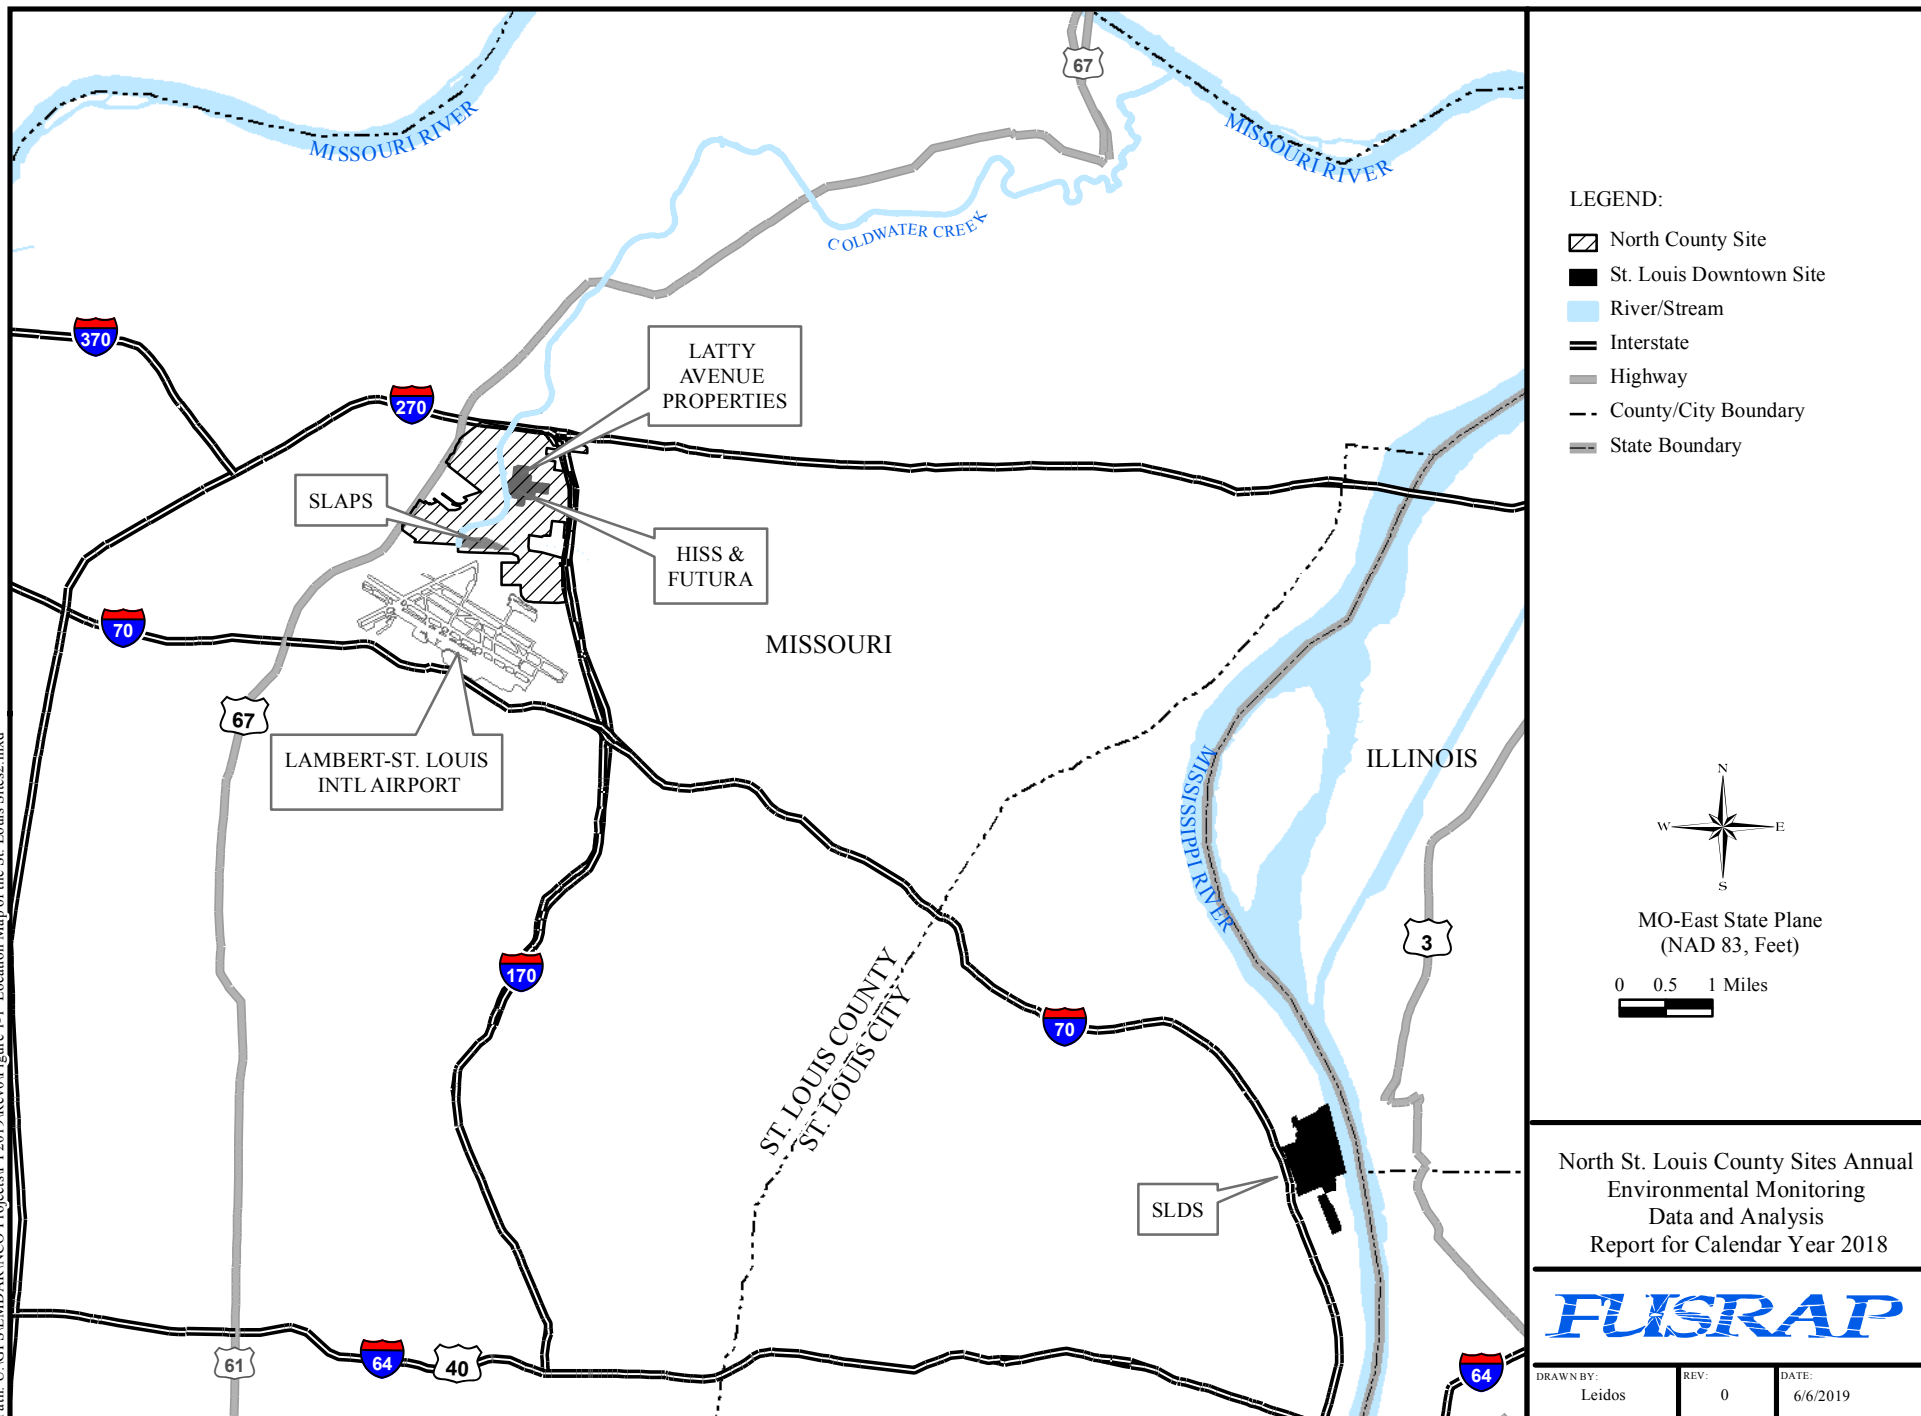 67
MISSOURI RIVER
MISSOURI RIVER
COLDWATER CREEK
370
270
LATTY
AVENUE
PROPERTIES
SLAPS
HISS &
FUTURA
70
MISSOURI
67
LAMBERT-ST. LOUIS
INTL AIRPORT
ILLINOIS
MISSISSIPPI RIVER
3
170
ST. LOUIS COUNTY
ST. LOUIS CITY
70
SLDS
61
64
40
64
LEGEND:
North County Site
St. Louis Downtown Site
River/Stream
Interstate
Highway
County/City Boundary
State Boundary
N
W E
S
MO-East State Plane
(NAD 83, Feet)
0 0.5 1 Miles
North St. Louis County Sites Annual
Environmental Monitoring
Data and Analysis
Report for Calendar Year 2018
FUSRAP
DRAWN BY: REV: DATE:
Leidos 0 6/6/2019